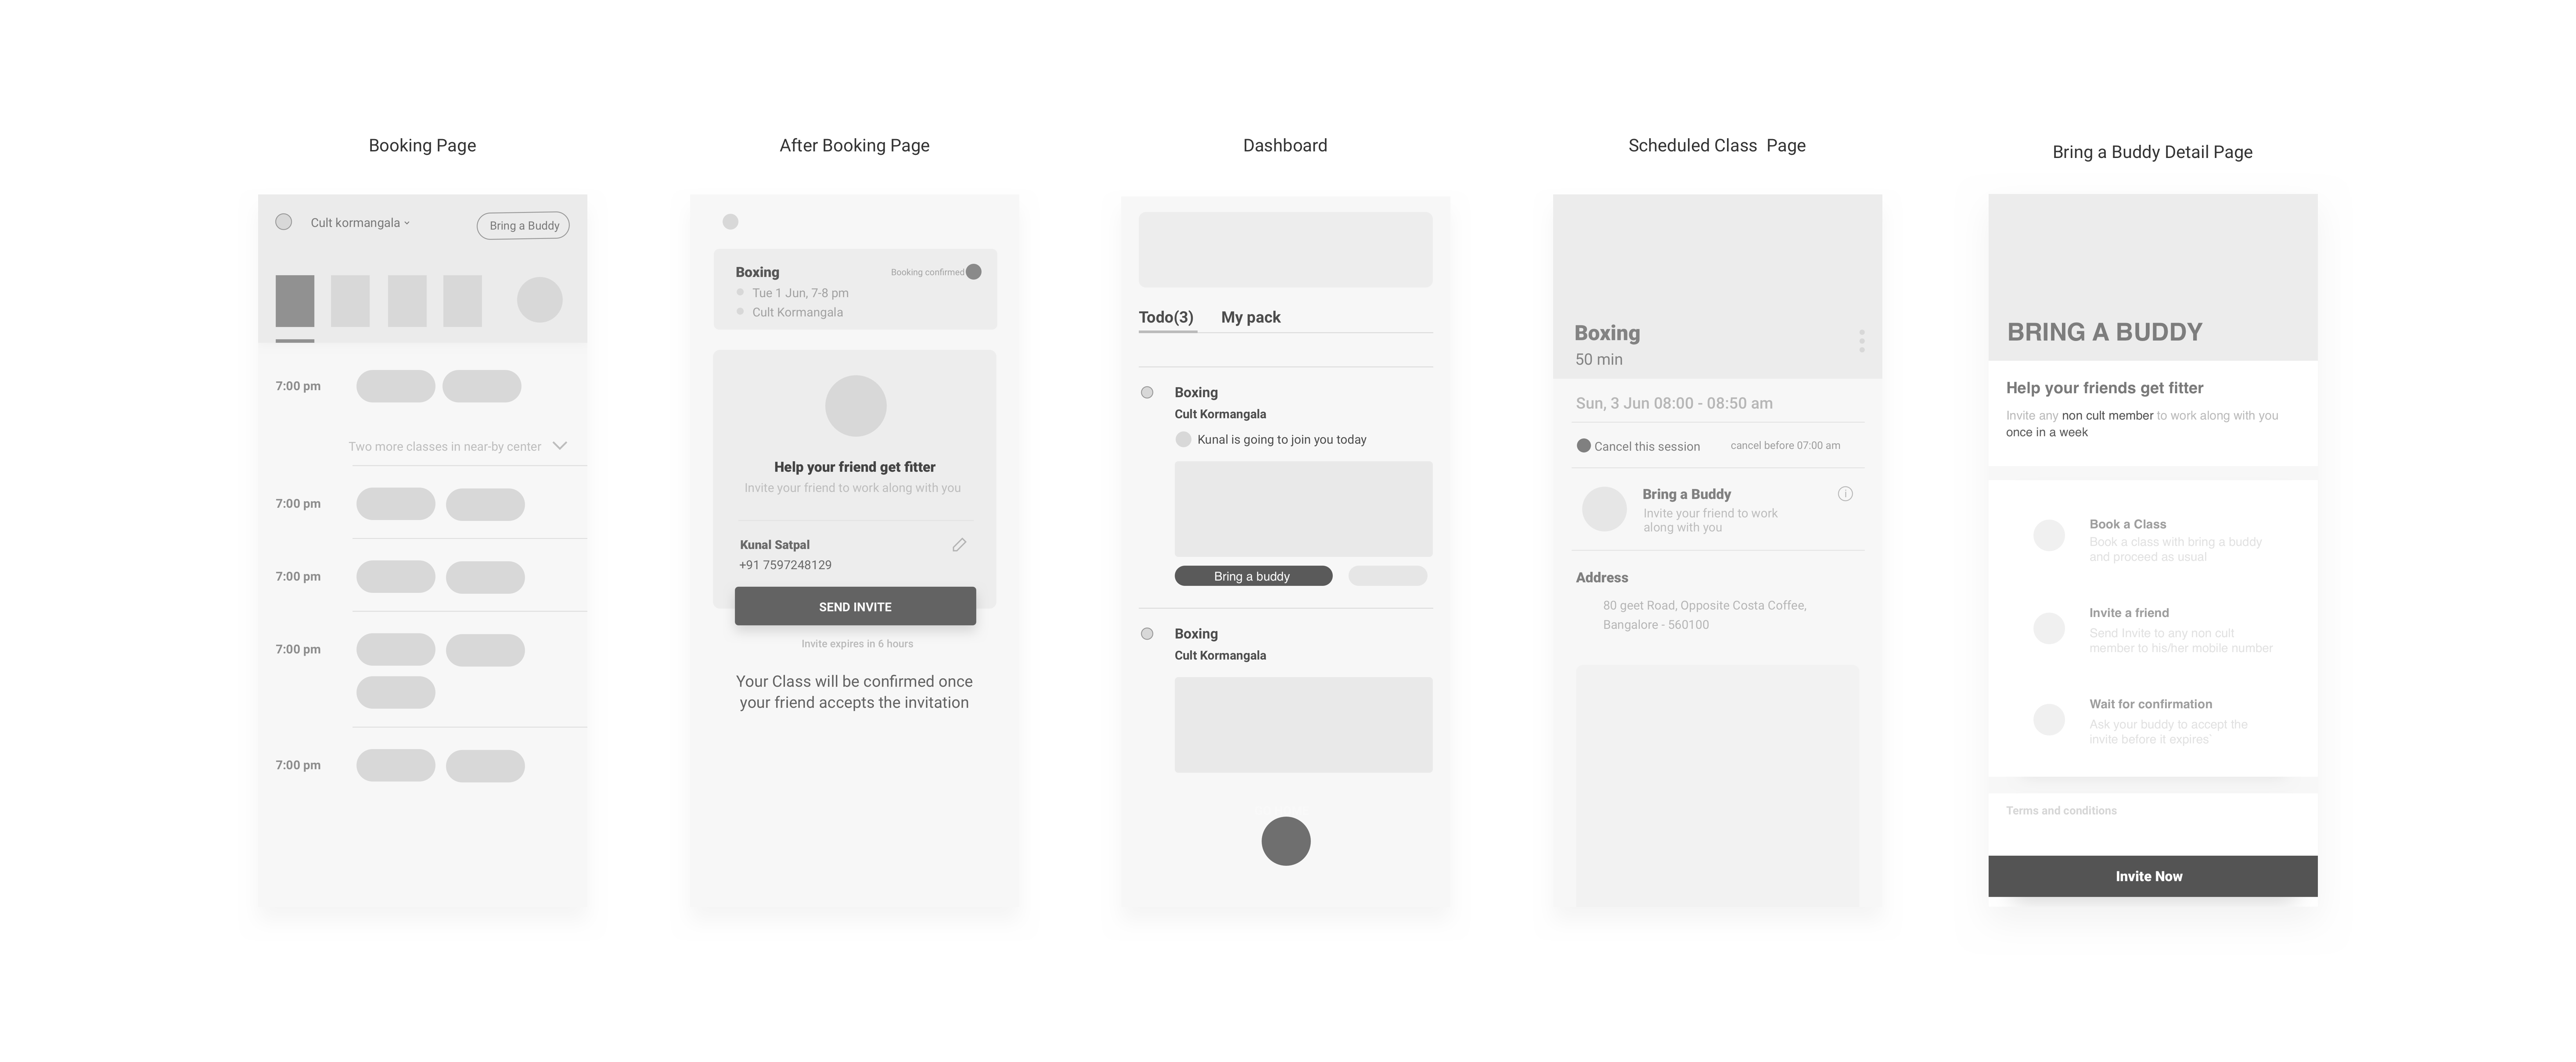 Booking Page
Cult kormangala
Bring a Buddy
7:00 pm
Two more classes in near-by center
7:00 pm
7:00 pm
7:00 pm
7:00 pm
After Booking Page
Boxing
Booking confirmed
Tue 1 Jun, 7-8 pm
Cult Kormangala
Help your friend get fitter
Invite your friend to work along with you
Kunal Satpal
+91 7597248129
SEND INVITE
Invite expires in 6 hours
Your Class will be confirmed once
your friend accepts the invitation
Dashboard
Todo(3)
My pack
Boxing
Cult Kormangala
Kunal is going to join you today
Bring a buddy
Boxing
Cult Kormangala
Scheduled Class  Page
Boxing
50 min
Sun, 3 Jun 08:00 - 08:50 am
Cancel this session
cancel before 07:00 am
Bring a Buddy
Invite your friend to work
along with you
Address
80 geet Road, Opposite Costa Coffee,
Bangalore - 560100
Bring a Buddy Detail Page
BRING A BUDDY
Help your friends get fitter
Invite any non cult member to work along with you
once in a week
Book a Class
Book a class with bring a buddy
and proceed as usual
Invite a friend
Send Invite to any non cult
member to his/her mobile number
Wait for confirmation
Ask your buddy to accept the
invite before it expires`
Terms and conditions
Invite Now